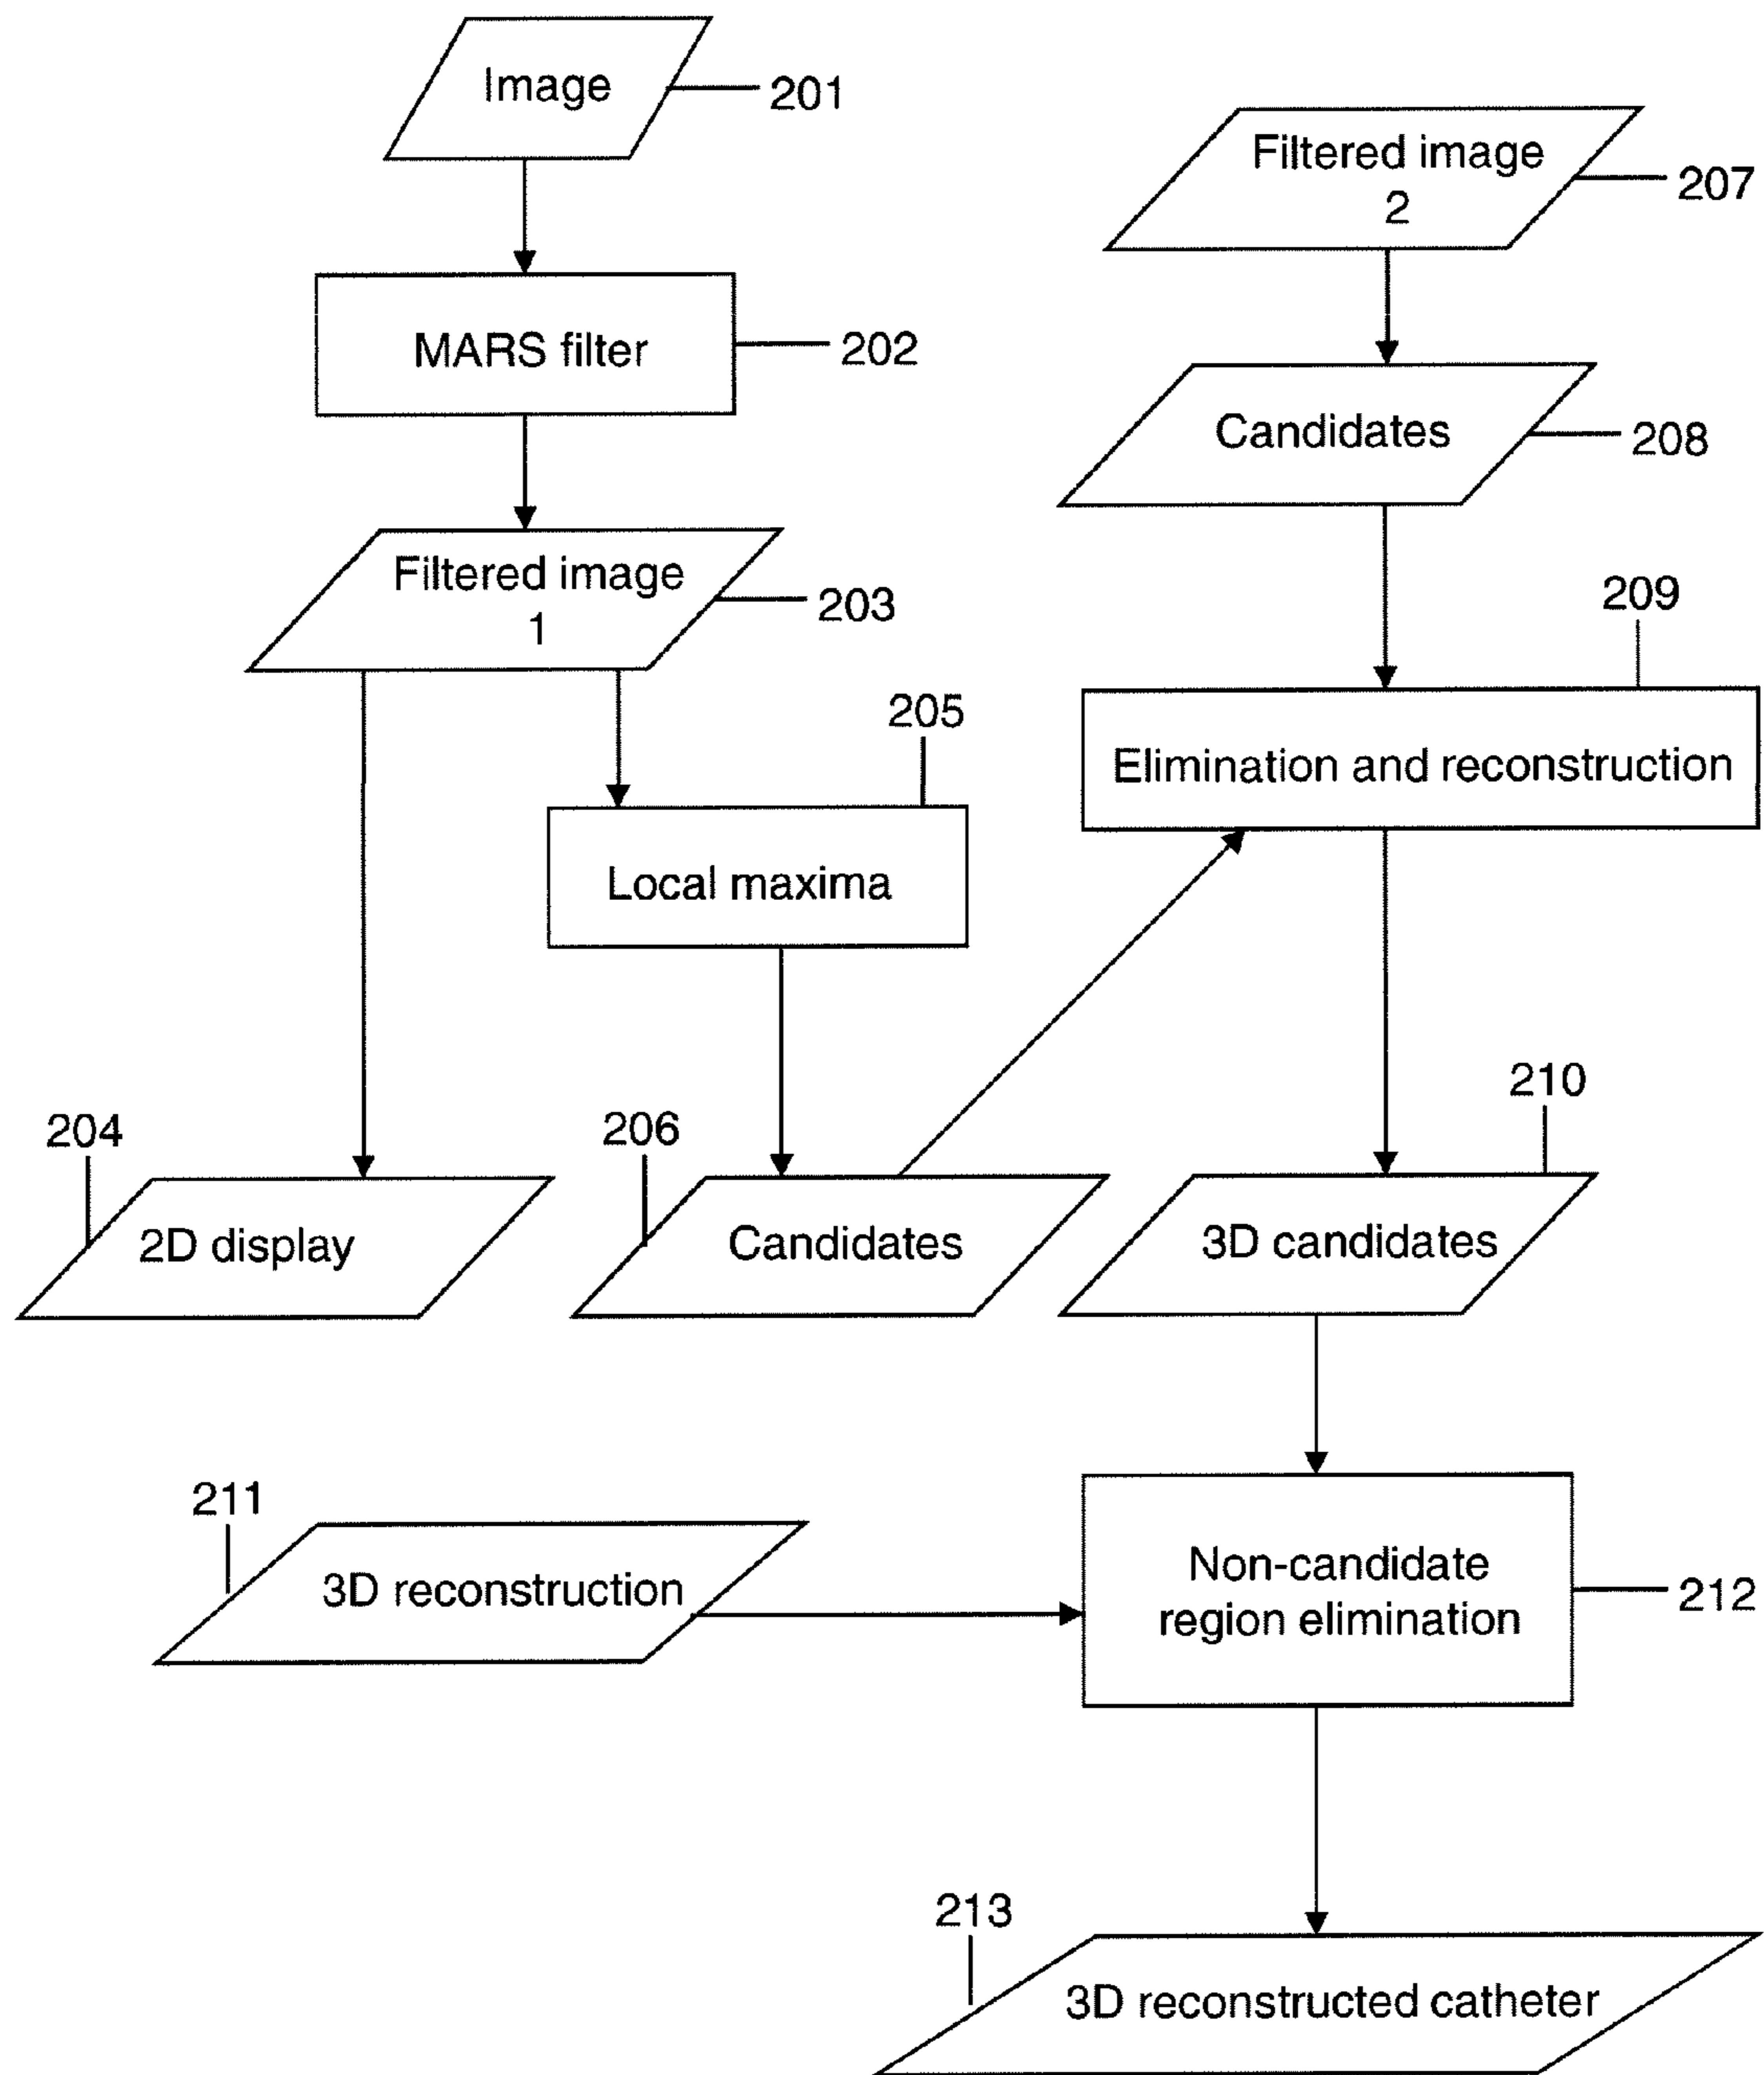 Image
201
MARS filter
202
Filtered image
1
203
204
2D display
205
Local maxima
206
Candidates
Filtered image
2
207
Candidates
208
209
Elimination and reconstruction
210
3D candidates
211
3D reconstruction
Non-candidate
region elimination
212
213
3D reconstructed catheter